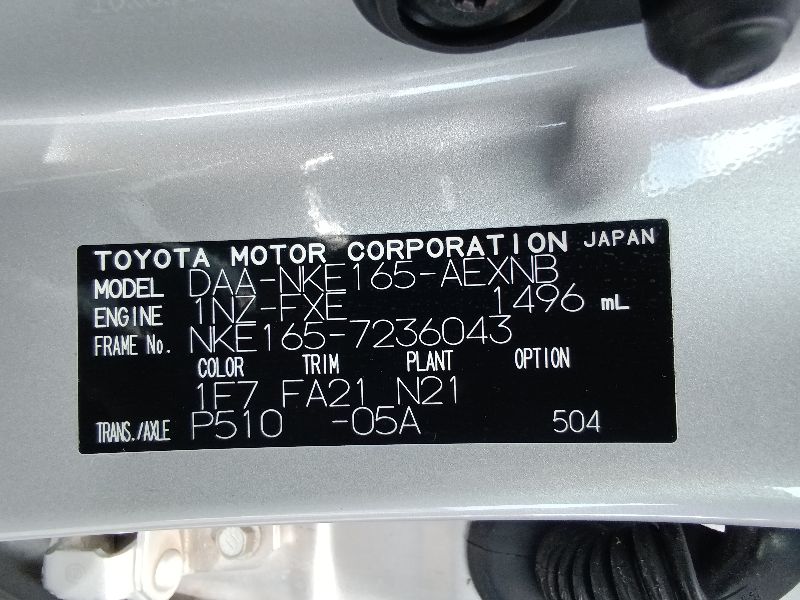 TOYOTA MOTOR CORPORATION JAPAN
MODEL DAA-NKE165-AEXNB
ENGINE 1NZ-FXE 1496 mL
FRAME No. NKE165-7236043
COLOR TRIM PLANT OPTION
1F7 FA21 N21
TRANS./AXLE P510 -05A 504